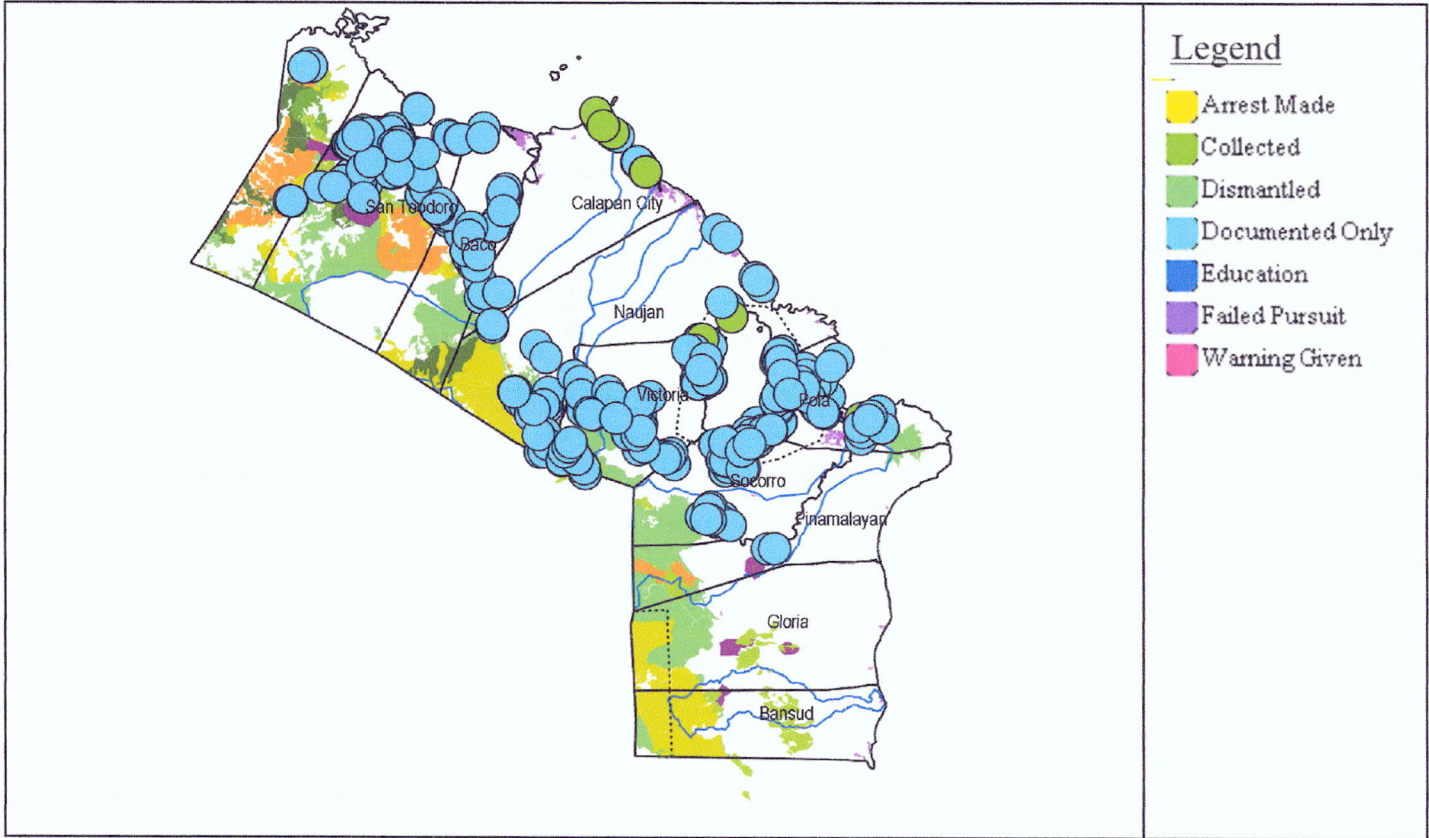 Legend
Arrest Made
Collected
Dismantled
Documented Only
Education
Failed Pursuit
Warning Given
San Teodoro
Calapan City
Baco
Naujan
Victoria
Pola
Socorro
Pinamalayan
Gloria
Bansud